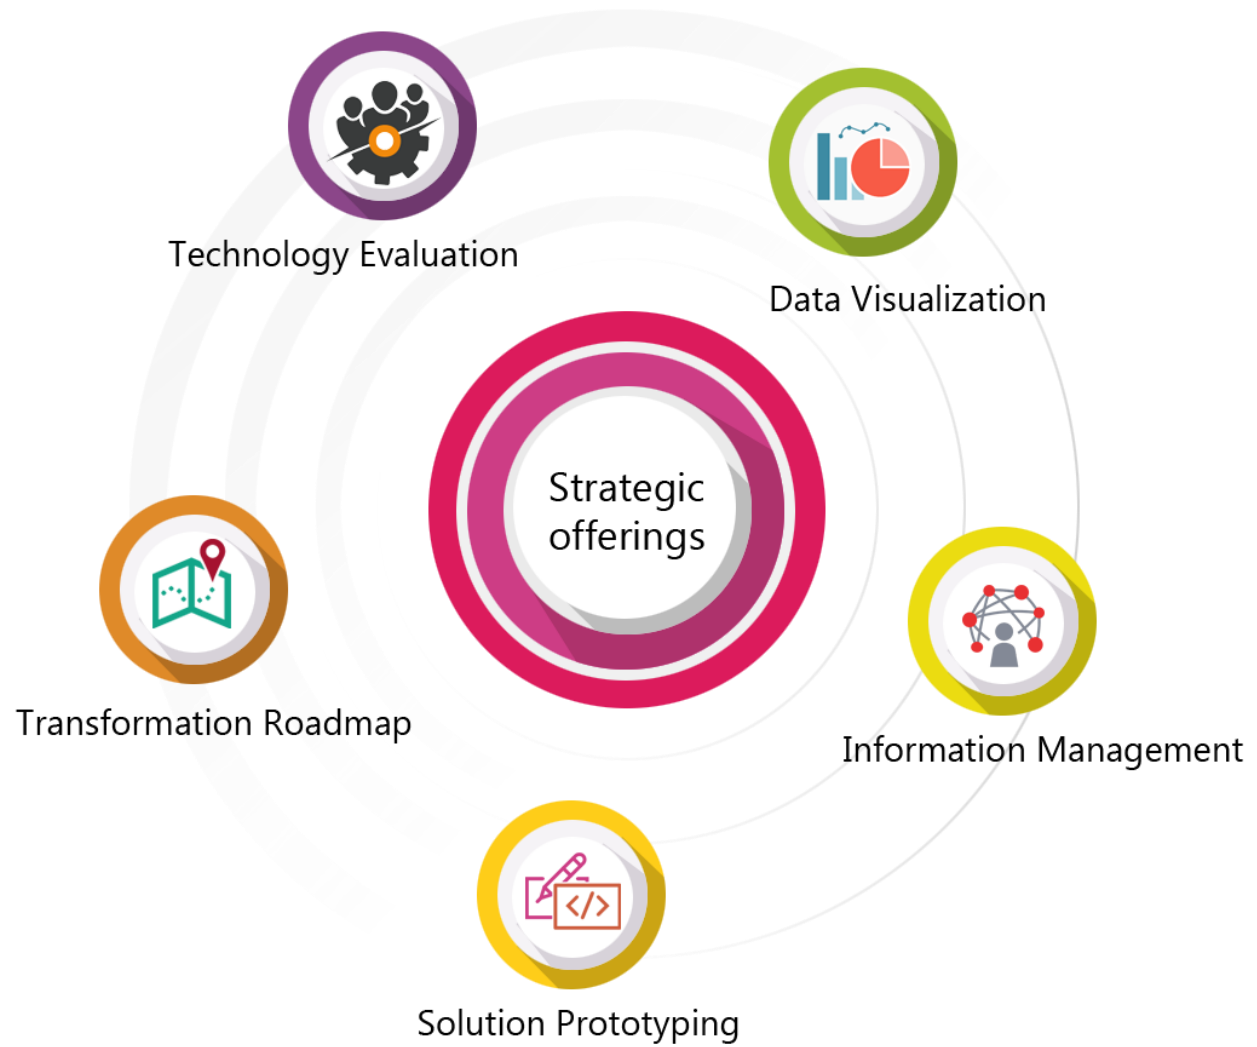 Technology Evaluation
Data Visualization
Strategic
offerings
Transformation Roadmap
Information Management
</>
Solution Prototyping